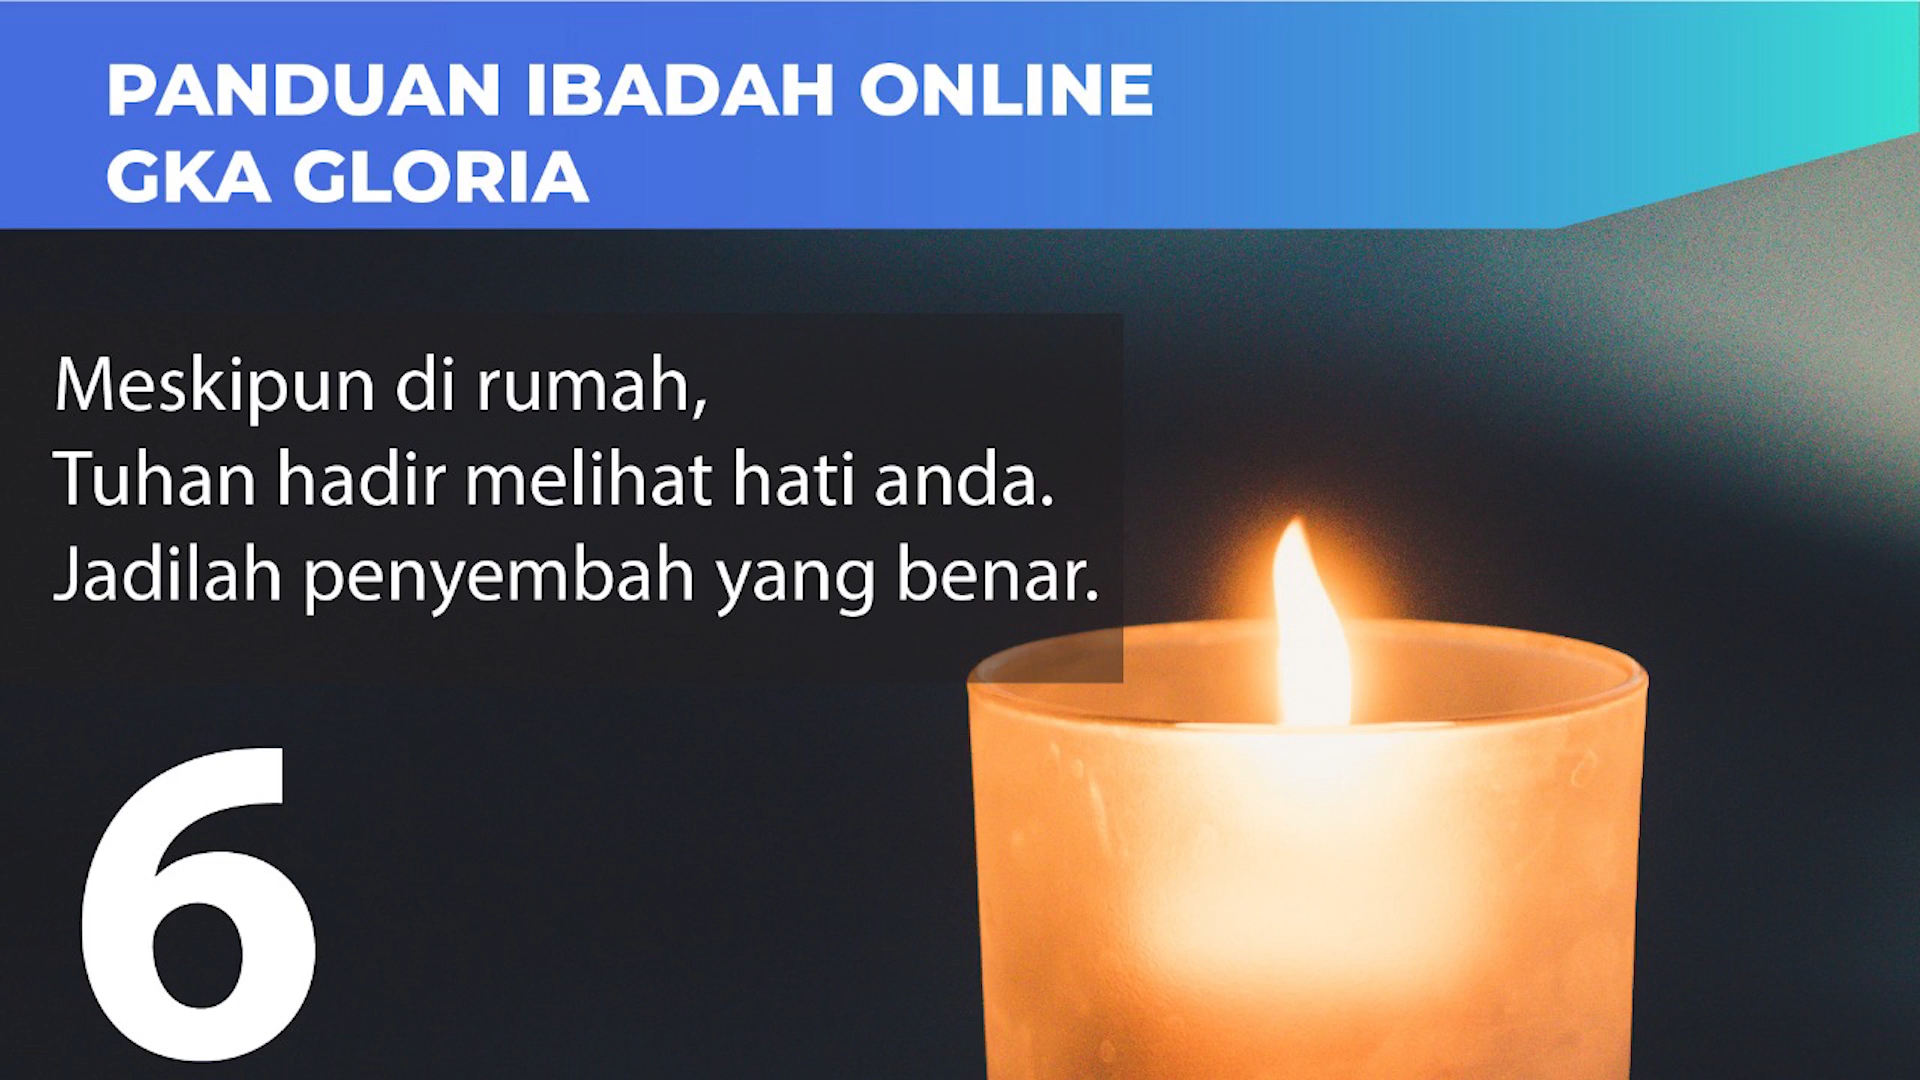 PANDUAN IBADAH ONLINE
GKA GLORIA
Meskipun di rumah,
Tuhan hadir melihat hati anda.
Jadilah penyembah yang benar.
6